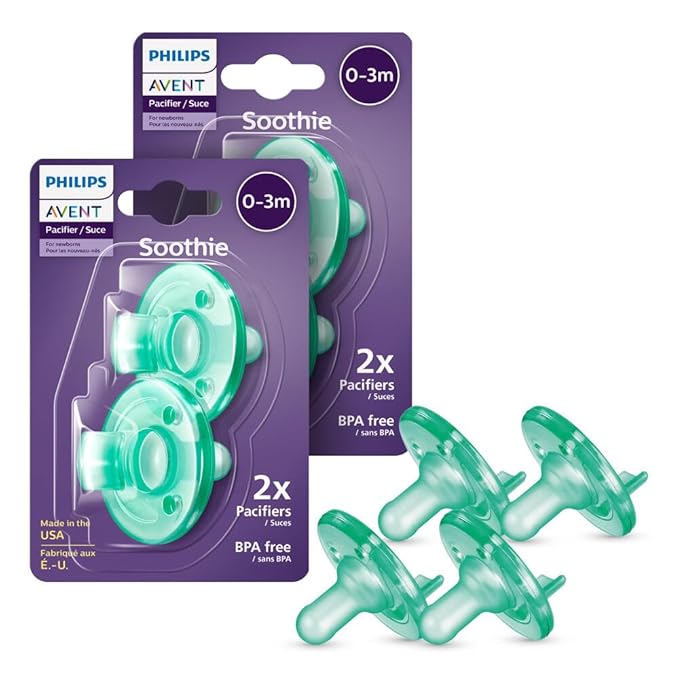 PHILIPS
AVENT
Pacifier / Suce
For newborns
Pour les nouveau-nés
0-3m
Soothie
2x
Pacifiers
/ Suces
BPA free
/ sans BPA
PHILIPS
AVENT
Pacifier / Suce
For newborns
Pour les nouveau-nés
0-3m
Soothie
2x
Pacifiers
/ Suces
BPA free
/ sans BPA
Made in the
USA
Fabriqué aux
É.-U.